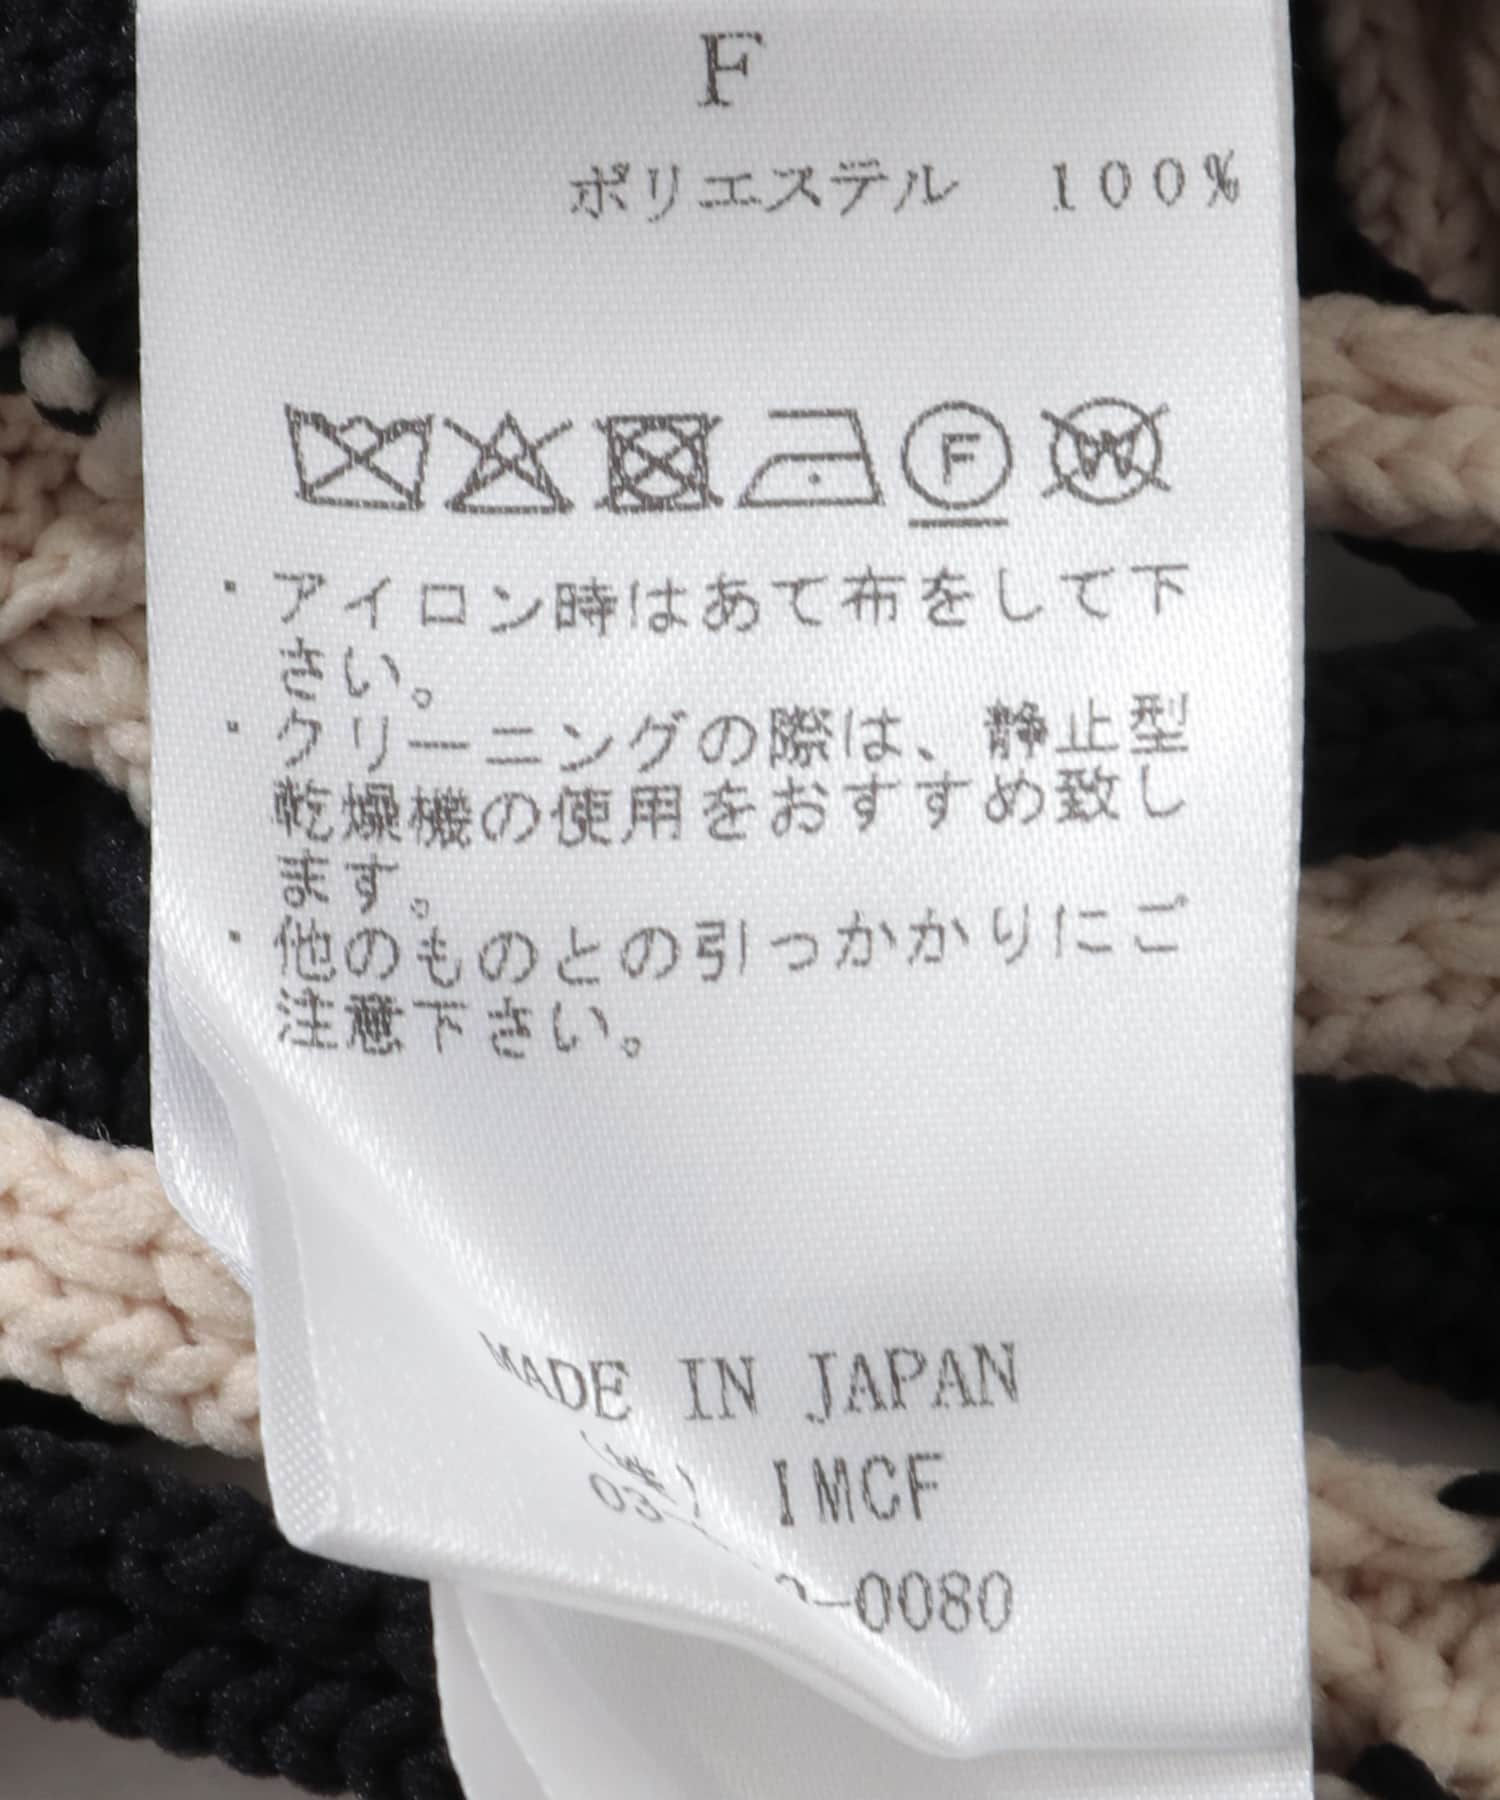 F
ポリエステル 100%
F W
・アイロン時はあて布をして下
さい。
・クリーニングの際は、静止型
乾燥機の使用をおすすめ致し
ます。
・他のものとの引っかかりにご
注意下さい。
MADE IN JAPAN
IMCF
-0080